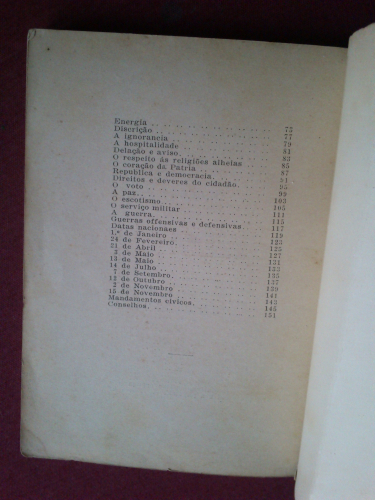 Energia 73
Discrição 77
A ignorancia 77
A hospitalidade 79
Delação e aviso 81
O respeito ás religiões alheias 83
O coração da Patria 85
Republica e democracia. 87
Direitos e deveres do cidadão. 91
O voto 95
A paz. 99
O escotismo 103
O serviço militar 105
A guerra. 111
Guerras offensivas e defensivas 115
Datas nacionaes 117
1.º de Janeiro 119
24 de Fevereiro. 123
21 de Abril 125
3 de Maio 127
13 de Maio 131
14 de Julho 133
7 de Setembro. 135
12 de Outubro 137
2 de Novembro 139
15 de Novembro 141
Mandamentos civicos. 143
Conselhos. 151